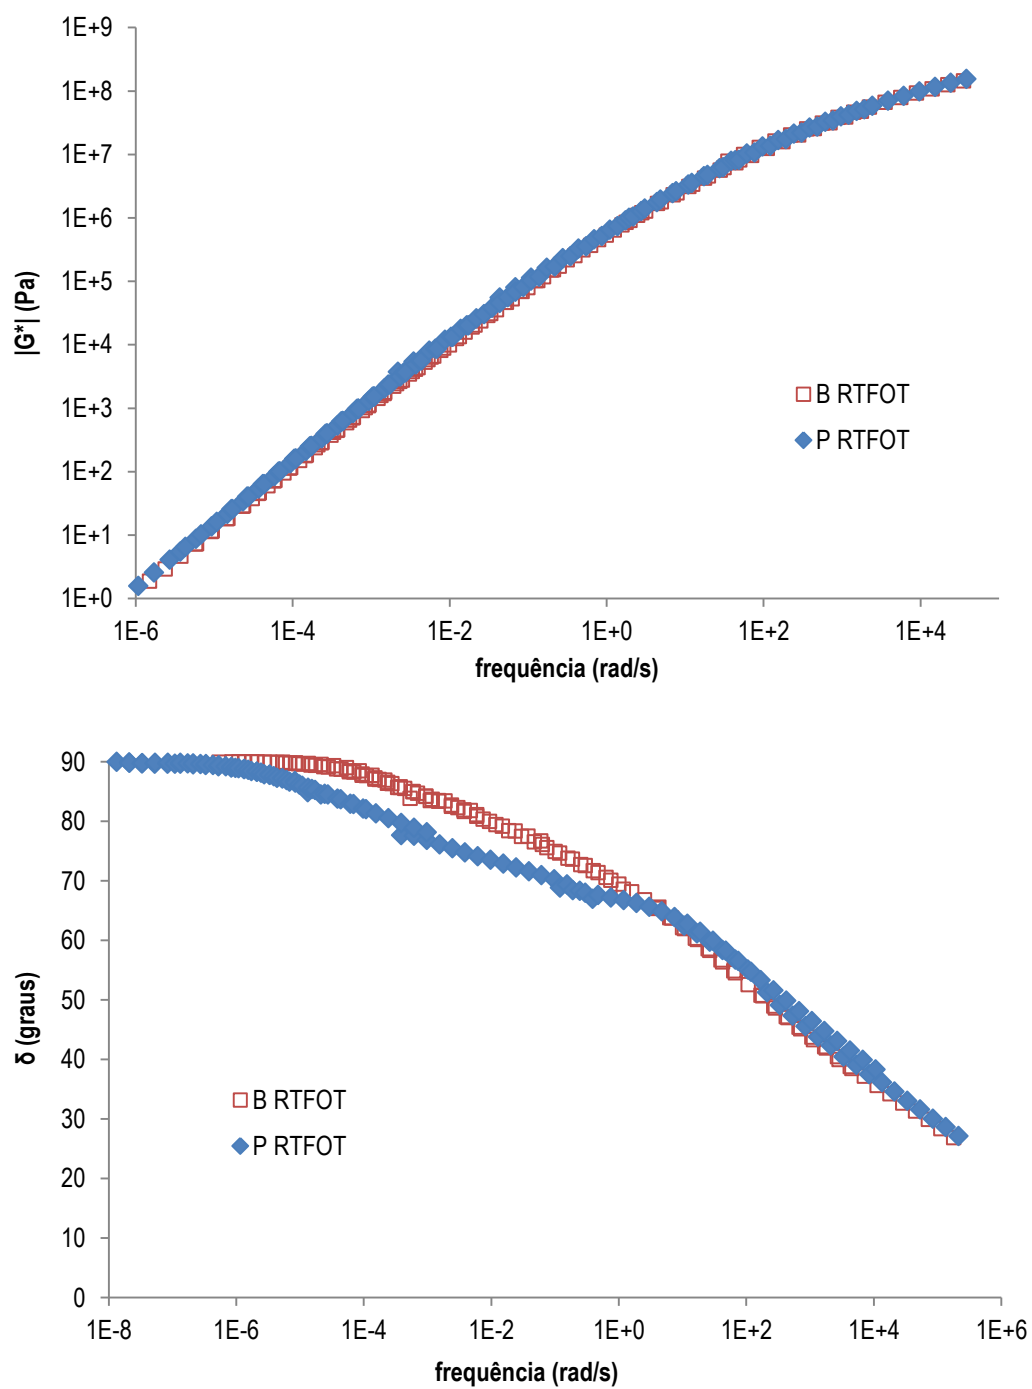 1E+9
1E+8
1E+7
1E+6
1E+5
1E+4
1E+3
1E+2
1E+1
1E+0
|G*| (Pa)
B RTFOT
P RTFOT
1E-6 1E-4 1E-2 1E+0 1E+2 1E+4
frequência (rad/s)
90
80
70
60
50
40
30
20
10
0
δ (graus)
B RTFOT
P RTFOT
1E-8 1E-6 1E-4 1E-2 1E+0 1E+2 1E+4 1E+6
frequência (rad/s)